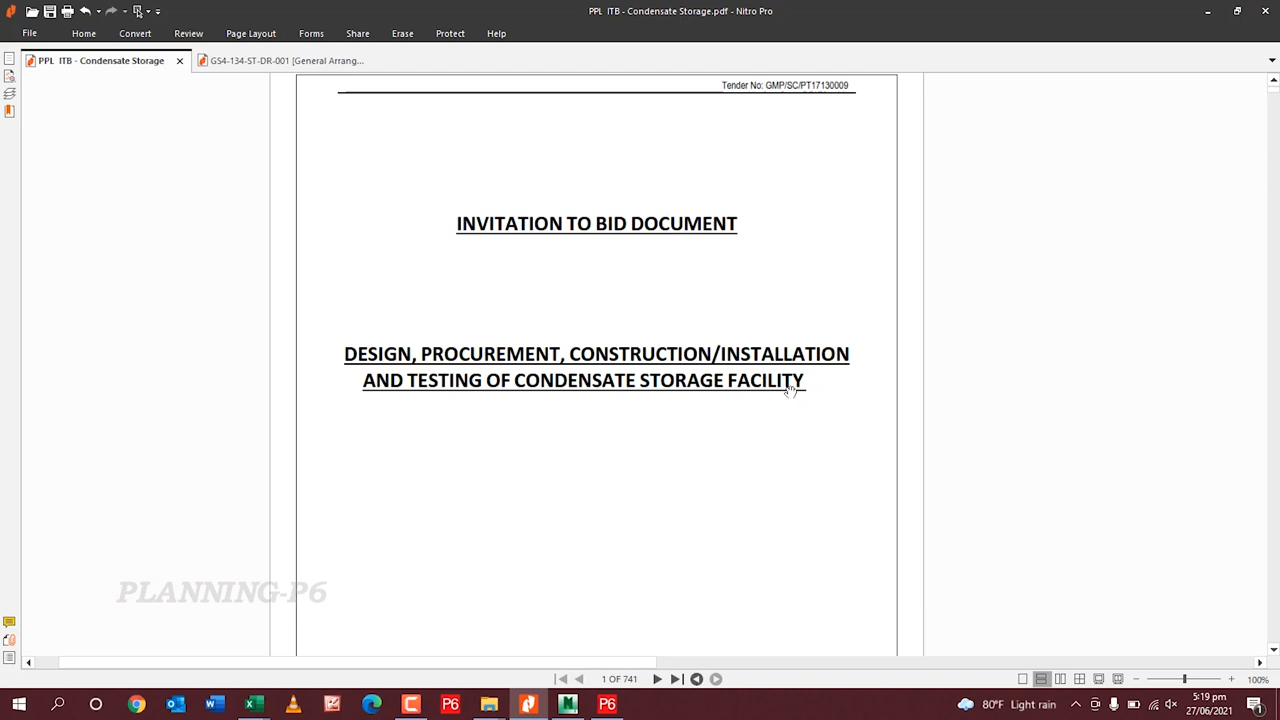 PPL ITB - Condensate Storage.pdf - Nitro Pro
File Home Convert Review Page Layout Forms Share Erase Protect Help
PPL ITB - Condensate Storage × GS4-134-ST-DR-001 [General Arrang...
Tender No: GMP/SC/PT17130009
INVITATION TO BID DOCUMENT
DESIGN, PROCUREMENT, CONSTRUCTION/INSTALLATION
AND TESTING OF CONDENSATE STORAGE FACILITY
PLANNING-P6
1 OF 741
100%
P6 P6
80°F Light rain
5:19 pm
27/06/2021
1